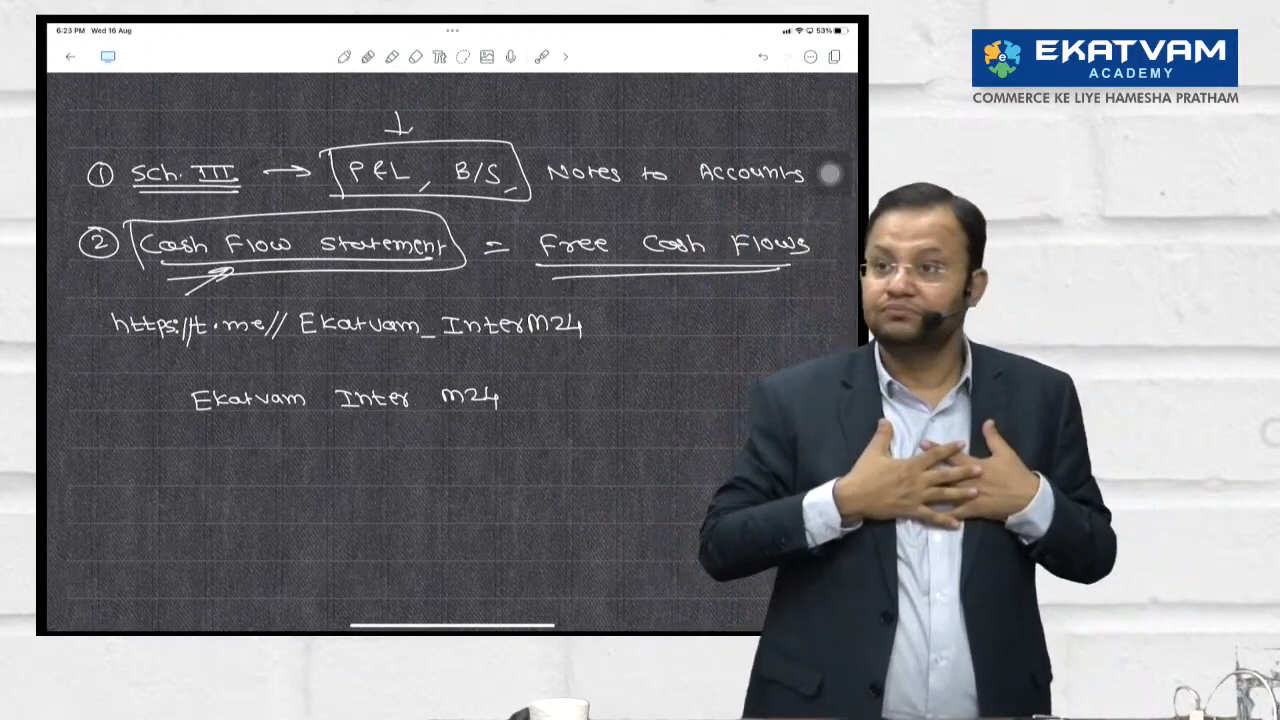 6:23 PM Wed 16 Aug
53%
EKATVAM
ACADEMY
COMMERCE KE LIYE HAMESHA PRATHAM
① Sch. III → P&L, B/S, Notes to Accounts
② Cash Flow Statement = Free Cash Flows
https://t.me// Ekatvam_InterM24
Ekatvam Inter M24